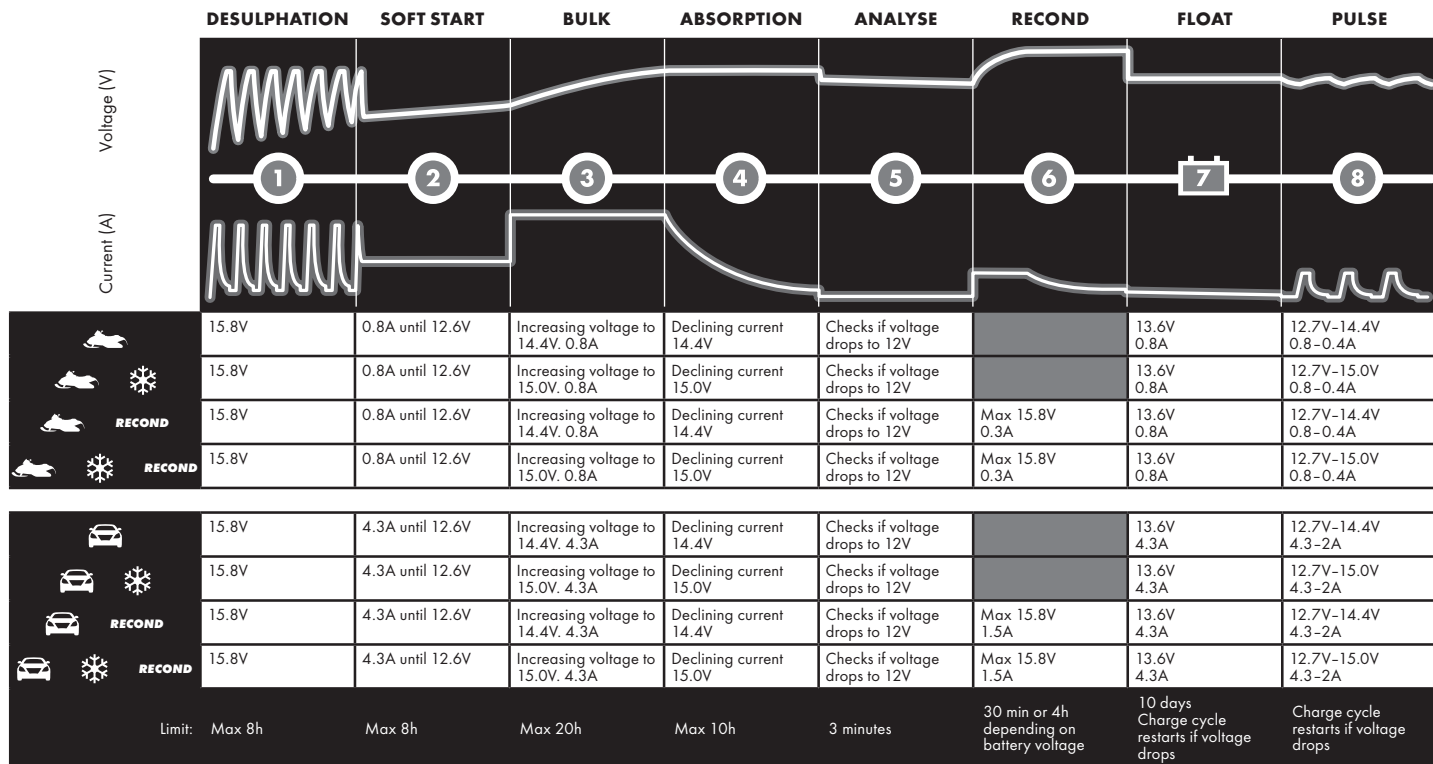 DESULPHATION SOFT START BULK ABSORPTION ANALYSE RECOND FLOAT PULSE
Voltage (V)
1 2 3 4 5 6 7 8
Current (A)
15.8V 0.8A until 12.6V Increasing voltage to 14.4V. 0.8A Declining current 14.4V Checks if voltage drops to 12V 13.6V 0.8A 12.7V–14.4V 0.8–0.4A
15.8V 0.8A until 12.6V Increasing voltage to 15.0V. 0.8A Declining current 15.0V Checks if voltage drops to 12V 13.6V 0.8A 12.7V–15.0V 0.8–0.4A
RECOND 15.8V 0.8A until 12.6V Increasing voltage to 14.4V. 0.8A Declining current 14.4V Checks if voltage drops to 12V Max 15.8V 0.3A 13.6V 0.8A 12.7V–14.4V 0.8–0.4A
RECOND 15.8V 0.8A until 12.6V Increasing voltage to 15.0V. 0.8A Declining current 15.0V Checks if voltage drops to 12V Max 15.8V 0.3A 13.6V 0.8A 12.7V–15.0V 0.8–0.4A
15.8V 4.3A until 12.6V Increasing voltage to 14.4V. 4.3A Declining current 14.4V Checks if voltage drops to 12V 13.6V 4.3A 12.7V–14.4V 4.3–2A
15.8V 4.3A until 12.6V Increasing voltage to 15.0V. 4.3A Declining current 15.0V Checks if voltage drops to 12V 13.6V 4.3A 12.7V–15.0V 4.3–2A
RECOND 15.8V 4.3A until 12.6V Increasing voltage to 14.4V. 4.3A Declining current 14.4V Checks if voltage drops to 12V Max 15.8V 1.5A 13.6V 4.3A 12.7V–14.4V 4.3–2A
RECOND 15.8V 4.3A until 12.6V Increasing voltage to 15.0V. 4.3A Declining current 15.0V Checks if voltage drops to 12V Max 15.8V 1.5A 13.6V 4.3A 12.7V–15.0V 4.3–2A
Limit: Max 8h Max 8h Max 20h Max 10h 3 minutes 30 min or 4h depending on battery voltage 10 days Charge cycle restarts if voltage drops Charge cycle restarts if voltage drops